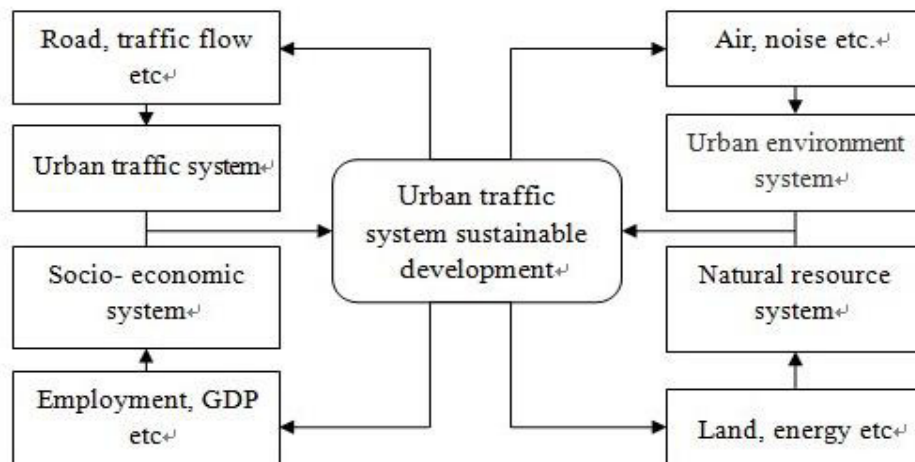 Road, traffic flow
etc↵
Urban traffic system↵
Socio- economic
system↵
Employment, GDP
etc↵
Urban traffic
system sustainable
development↵
Air, noise etc.↵
Urban environment
system↵
Natural resource
system↵
Land, energy etc↵